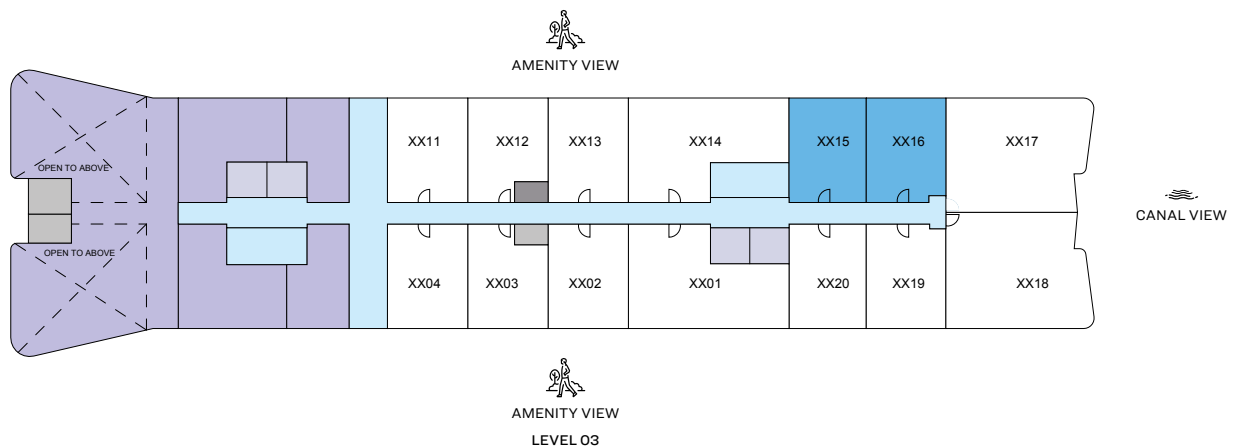 AMENITY VIEW
XX11
XX12
XX13
XX14
XX15
XX16
XX17
OPEN TO ABOVE
CANAL VIEW
OPEN TO ABOVE
XX04
XX03
XX02
XX01
XX20
XX19
XX18
AMENITY VIEW
LEVEL 03